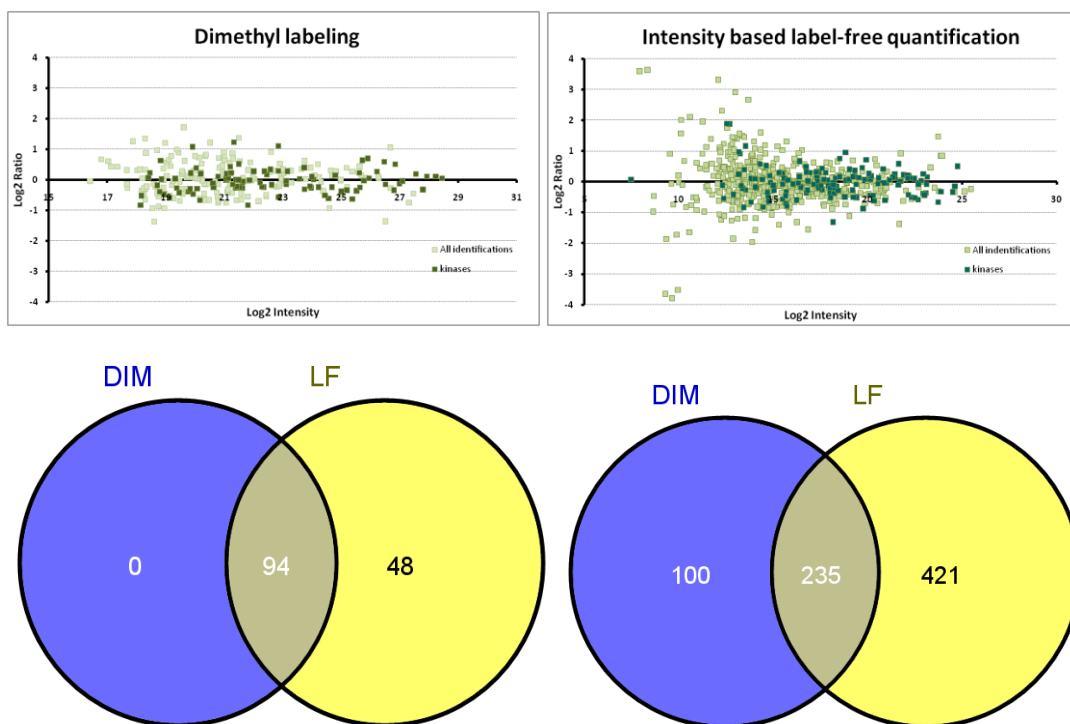 Dimethyl labeling
4
3
2
1
0
-1
-2
-3
-4
15
17
19
21
23
25
27
29
31
Log2 Ratio
Log2 Intensity
All identifications
kinases
Intensity based label-free quantification
4
3
2
1
0
-1
-2
-3
-4
5
10
15
20
25
30
Log2 Ratio
Log2 Intensity
All indentifications
kinases
DIM
LF
0
94
48
DIM
LF
100
235
421